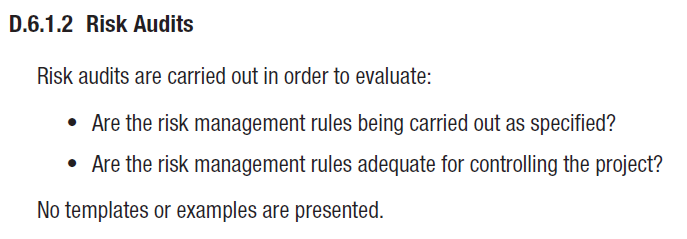 D.6.1.2 Risk Audits
Risk audits are carried out in order to evaluate:
• Are the risk management rules being carried out as specified?
• Are the risk management rules adequate for controlling the project?
No templates or examples are presented.